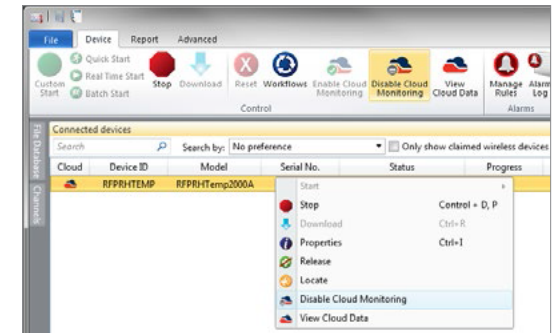 File Device Report Advanced
Quick Start
Real Time Start
Batch Start
Custom Start
Stop
Download
Reset
Workflows
Enable Cloud Monitoring
Disable Cloud Monitoring
View Cloud Data
Manage Rules
Alarm Log
Control
Alarms
File Database
Channels
Connected devices
Search
Search by: No preference
Only show claimed wireless devices
Cloud Device ID Model Serial No. Status Progress
RFPRHTEMP RFPRHTemp2000A
Start
Stop Control + D, P
Download Ctrl+R
Properties Ctrl+I
Release
Locate
Disable Cloud Monitoring
View Cloud Data